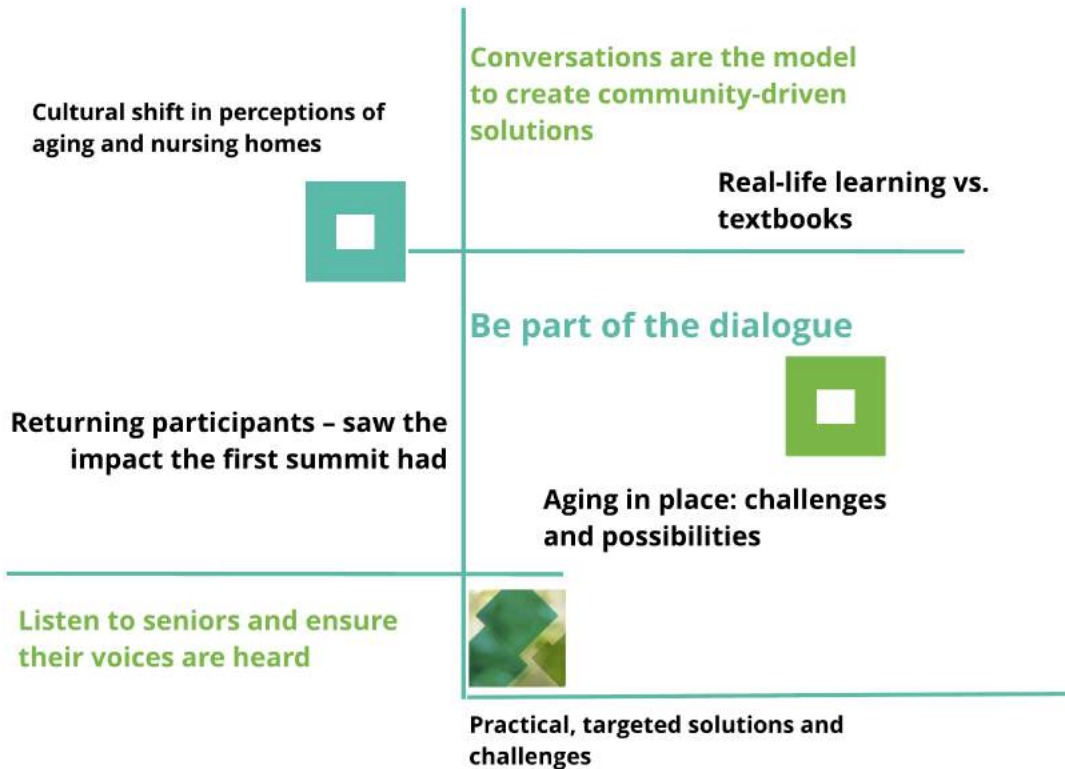 Conversations are the model
to create community-driven
solutions
Cultural shift in perceptions of
aging and nursing homes
Real-life learning vs.
textbooks
Be part of the dialogue
Returning participants – saw the
impact the first summit had
Aging in place: challenges
and possibilities
Listen to seniors and ensure
their voices are heard
Practical, targeted solutions and
challenges